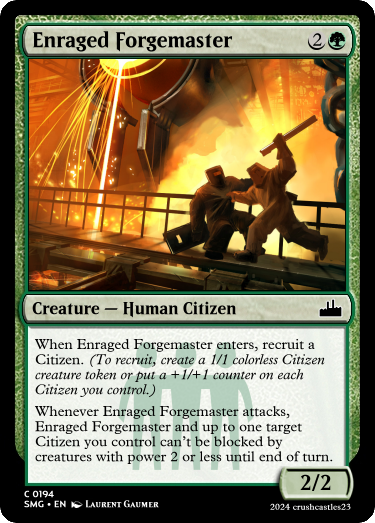 Enraged Forgemaster 2
Creature — Human Citizen
When Enraged Forgemaster enters, recruit a
Citizen. (To recruit, create a 1/1 colorless Citizen
creature token or put a +1/+1 counter on each
Citizen you control.)
Whenever Enraged Forgemaster attacks,
Enraged Forgemaster and up to one target
Citizen you control can't be blocked by
creatures with power 2 or less until end of turn.
2/2
C 0194
SMG • EN Laurent Gaumer
2024 crushcastles23